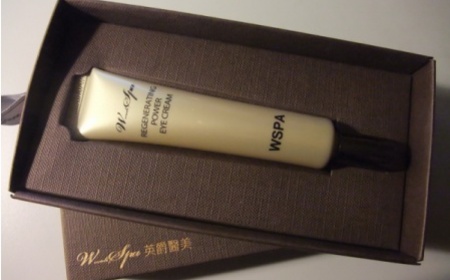 W Spa
REGENERATING
POWER
EYE CREAM
WSPA
W Spa 英爵醫美